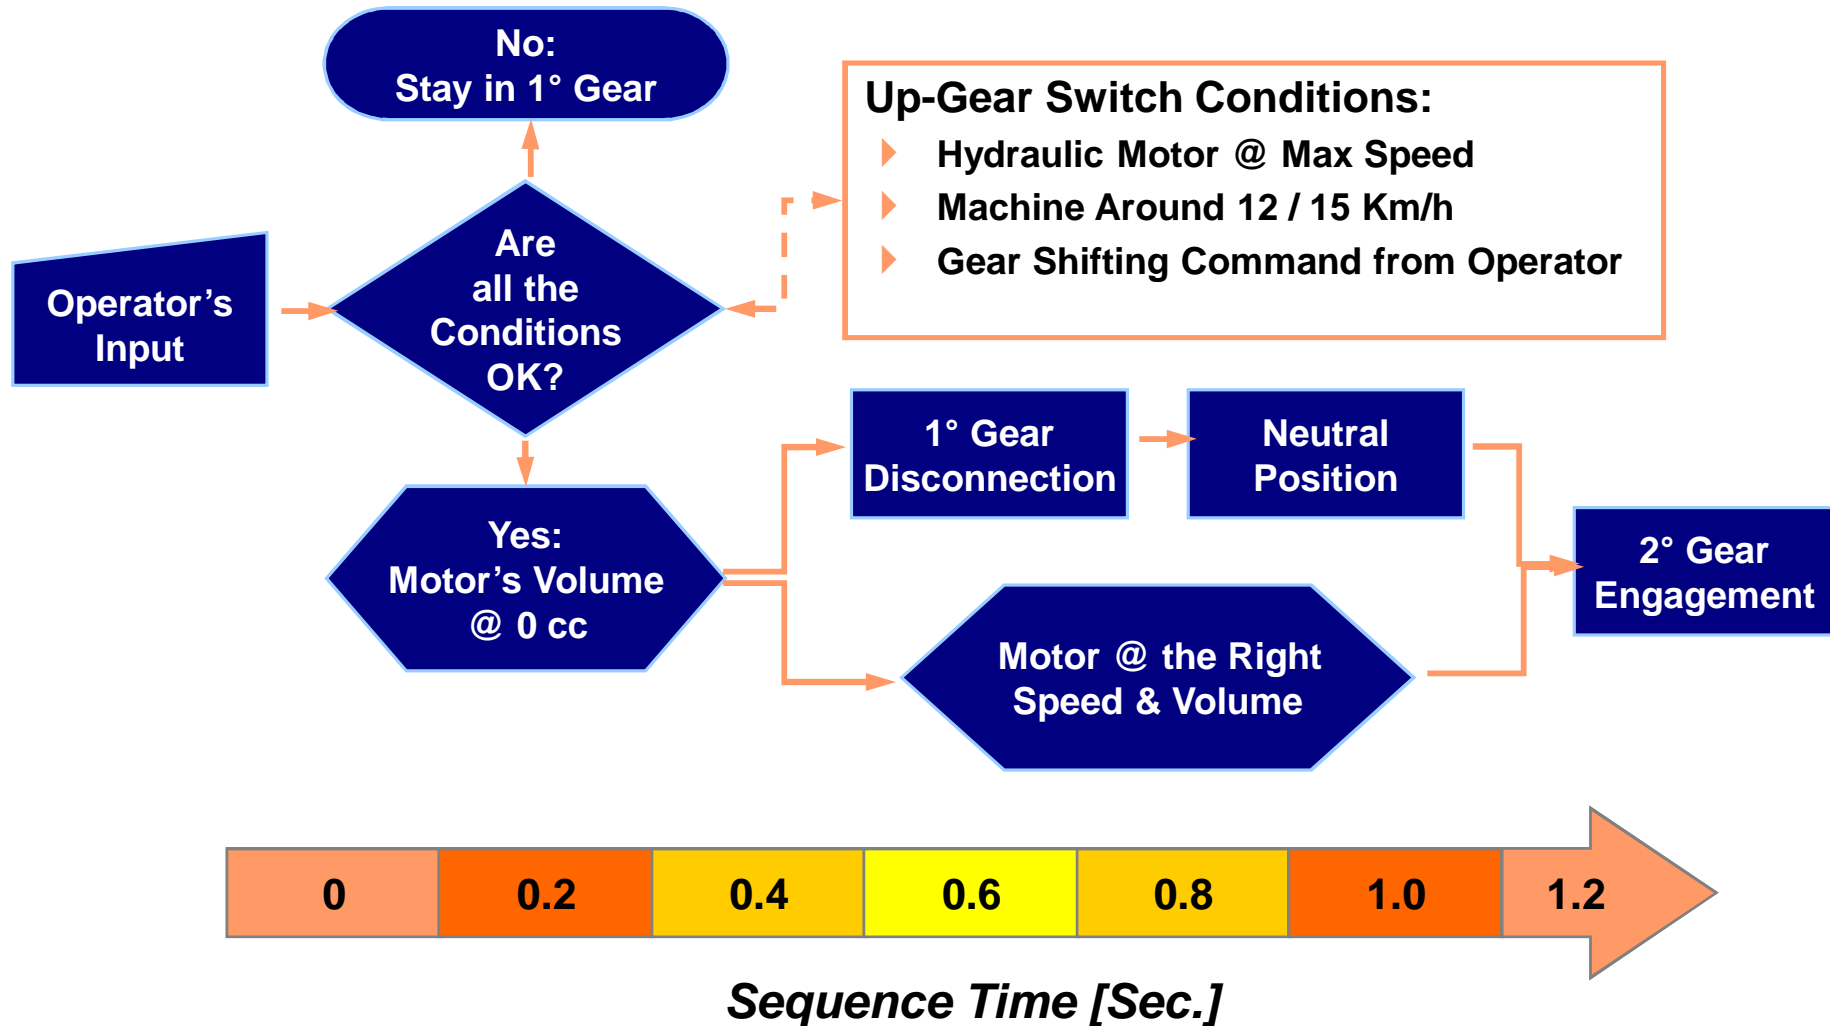 No:
Stay in 1° Gear
Up-Gear Switch Conditions:
Hydraulic Motor @ Max Speed
Machine Around 12 / 15 Km/h
Gear Shifting Command from Operator
Operator’s
Input
Are
all the
Conditions
OK?
1° Gear
Disconnection
Neutral
Position
Yes:
Motor’s Volume
@ 0 cc
2° Gear
Engagement
Motor @ the Right
Speed & Volume
0 0.2 0.4 0.6 0.8 1.0 1.2
Sequence Time [Sec.]